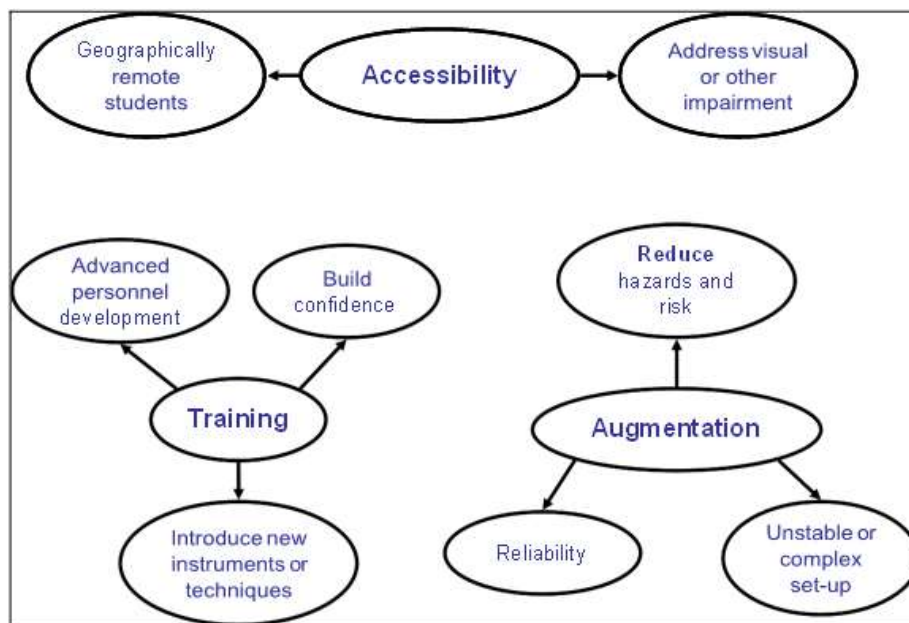 Geographically
remote
students
Accessibility
Address visual
or other
impairment
Advanced
personnel
development
Build
confidence
Reduce
hazards and
risk
Training
Augmentation
Introduce new
instruments or
techniques
Reliability
Unstable or
complex
set-up